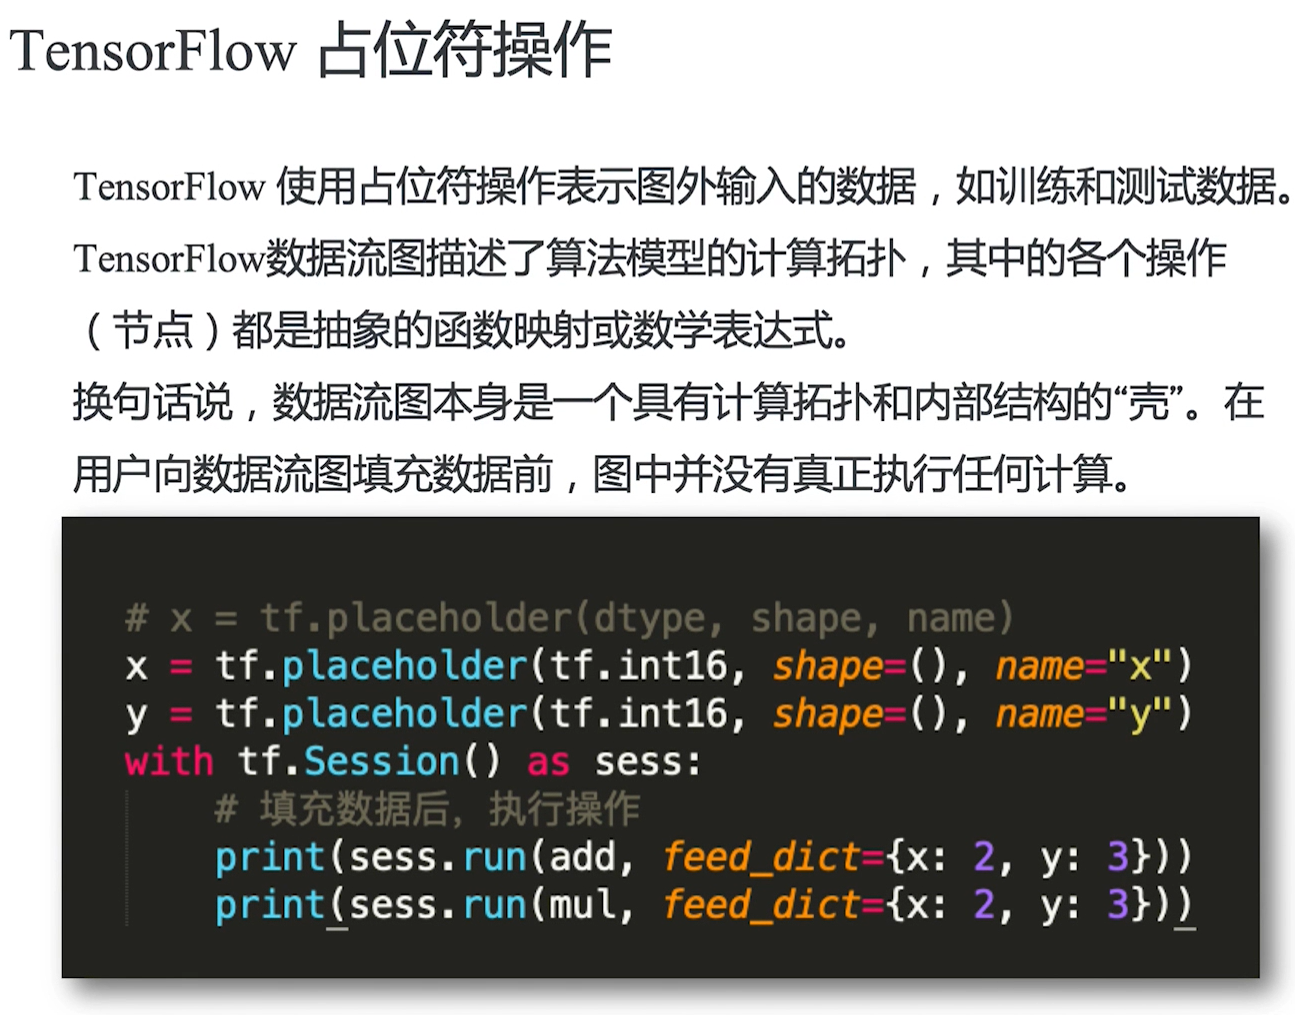 TensorFlow 占位符操作
TensorFlow 使用占位符操作表示图外输入的数据，如训练和测试数据。
TensorFlow数据流图描述了算法模型的计算拓扑，其中的各个操作
（节点）都是抽象的函数映射或数学表达式。
换句话说，数据流图本身是一个具有计算拓扑和内部结构的“壳”。在
用户向数据流图填充数据前，图中并没有真正执行任何计算。
# x = tf.placeholder(dtype, shape, name)
x = tf.placeholder(tf.int16, shape=(), name="x")
y = tf.placeholder(tf.int16, shape=(), name="y")
with tf.Session() as sess:
    # 填充数据后，执行操作
    print(sess.run(add, feed_dict={x: 2, y: 3}))
    print(sess.run(mul, feed_dict={x: 2, y: 3}))